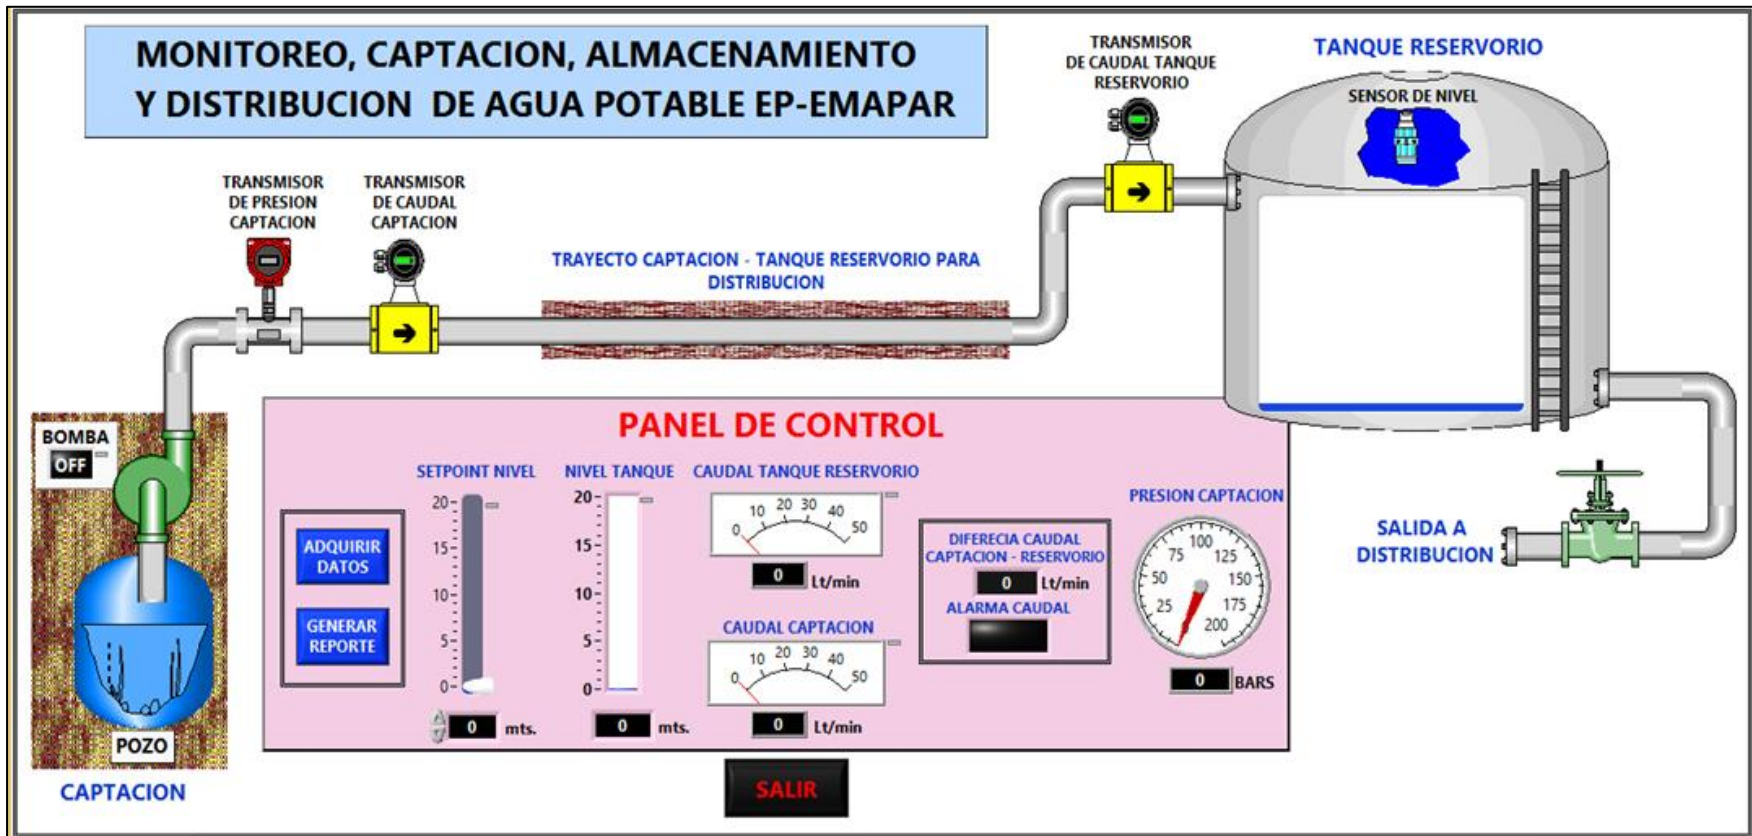 MONITOREO, CAPTACION, ALMACENAMIENTO
Y DISTRIBUCION DE AGUA POTABLE EP-EMAPAR
TRANSMISOR
DE CAUDAL TANQUE
RESERVORIO
TANQUE RESERVORIO
SENSOR DE NIVEL
TRANSMISOR
DE PRESION
CAPTACION
TRANSMISOR
DE CAUDAL
CAPTACION
TRAYECTO CAPTACION - TANQUE RESERVORIO PARA
DISTRIBUCION
BOMBA
OFF
POZO
CAPTACION
PANEL DE CONTROL
ADQUIRIR
DATOS
GENERAR
REPORTE
SETPOINT NIVEL
20
15
10
5
0
0 mts.
NIVEL TANQUE
20
15
10
5
0
0 mts.
CAUDAL TANQUE RESERVORIO
0 10 20 30 40 50
0 Lt/min
CAUDAL CAPTACION
0 10 20 30 40 50
0 Lt/min
DIFERECIA CAUDAL
CAPTACION - RESERVORIO
0 Lt/min
ALARMA CAUDAL
PRESION CAPTACION
25 50 75 100 125 150 175 200
0 BARS
SALIDA A
DISTRIBUCION
SALIR